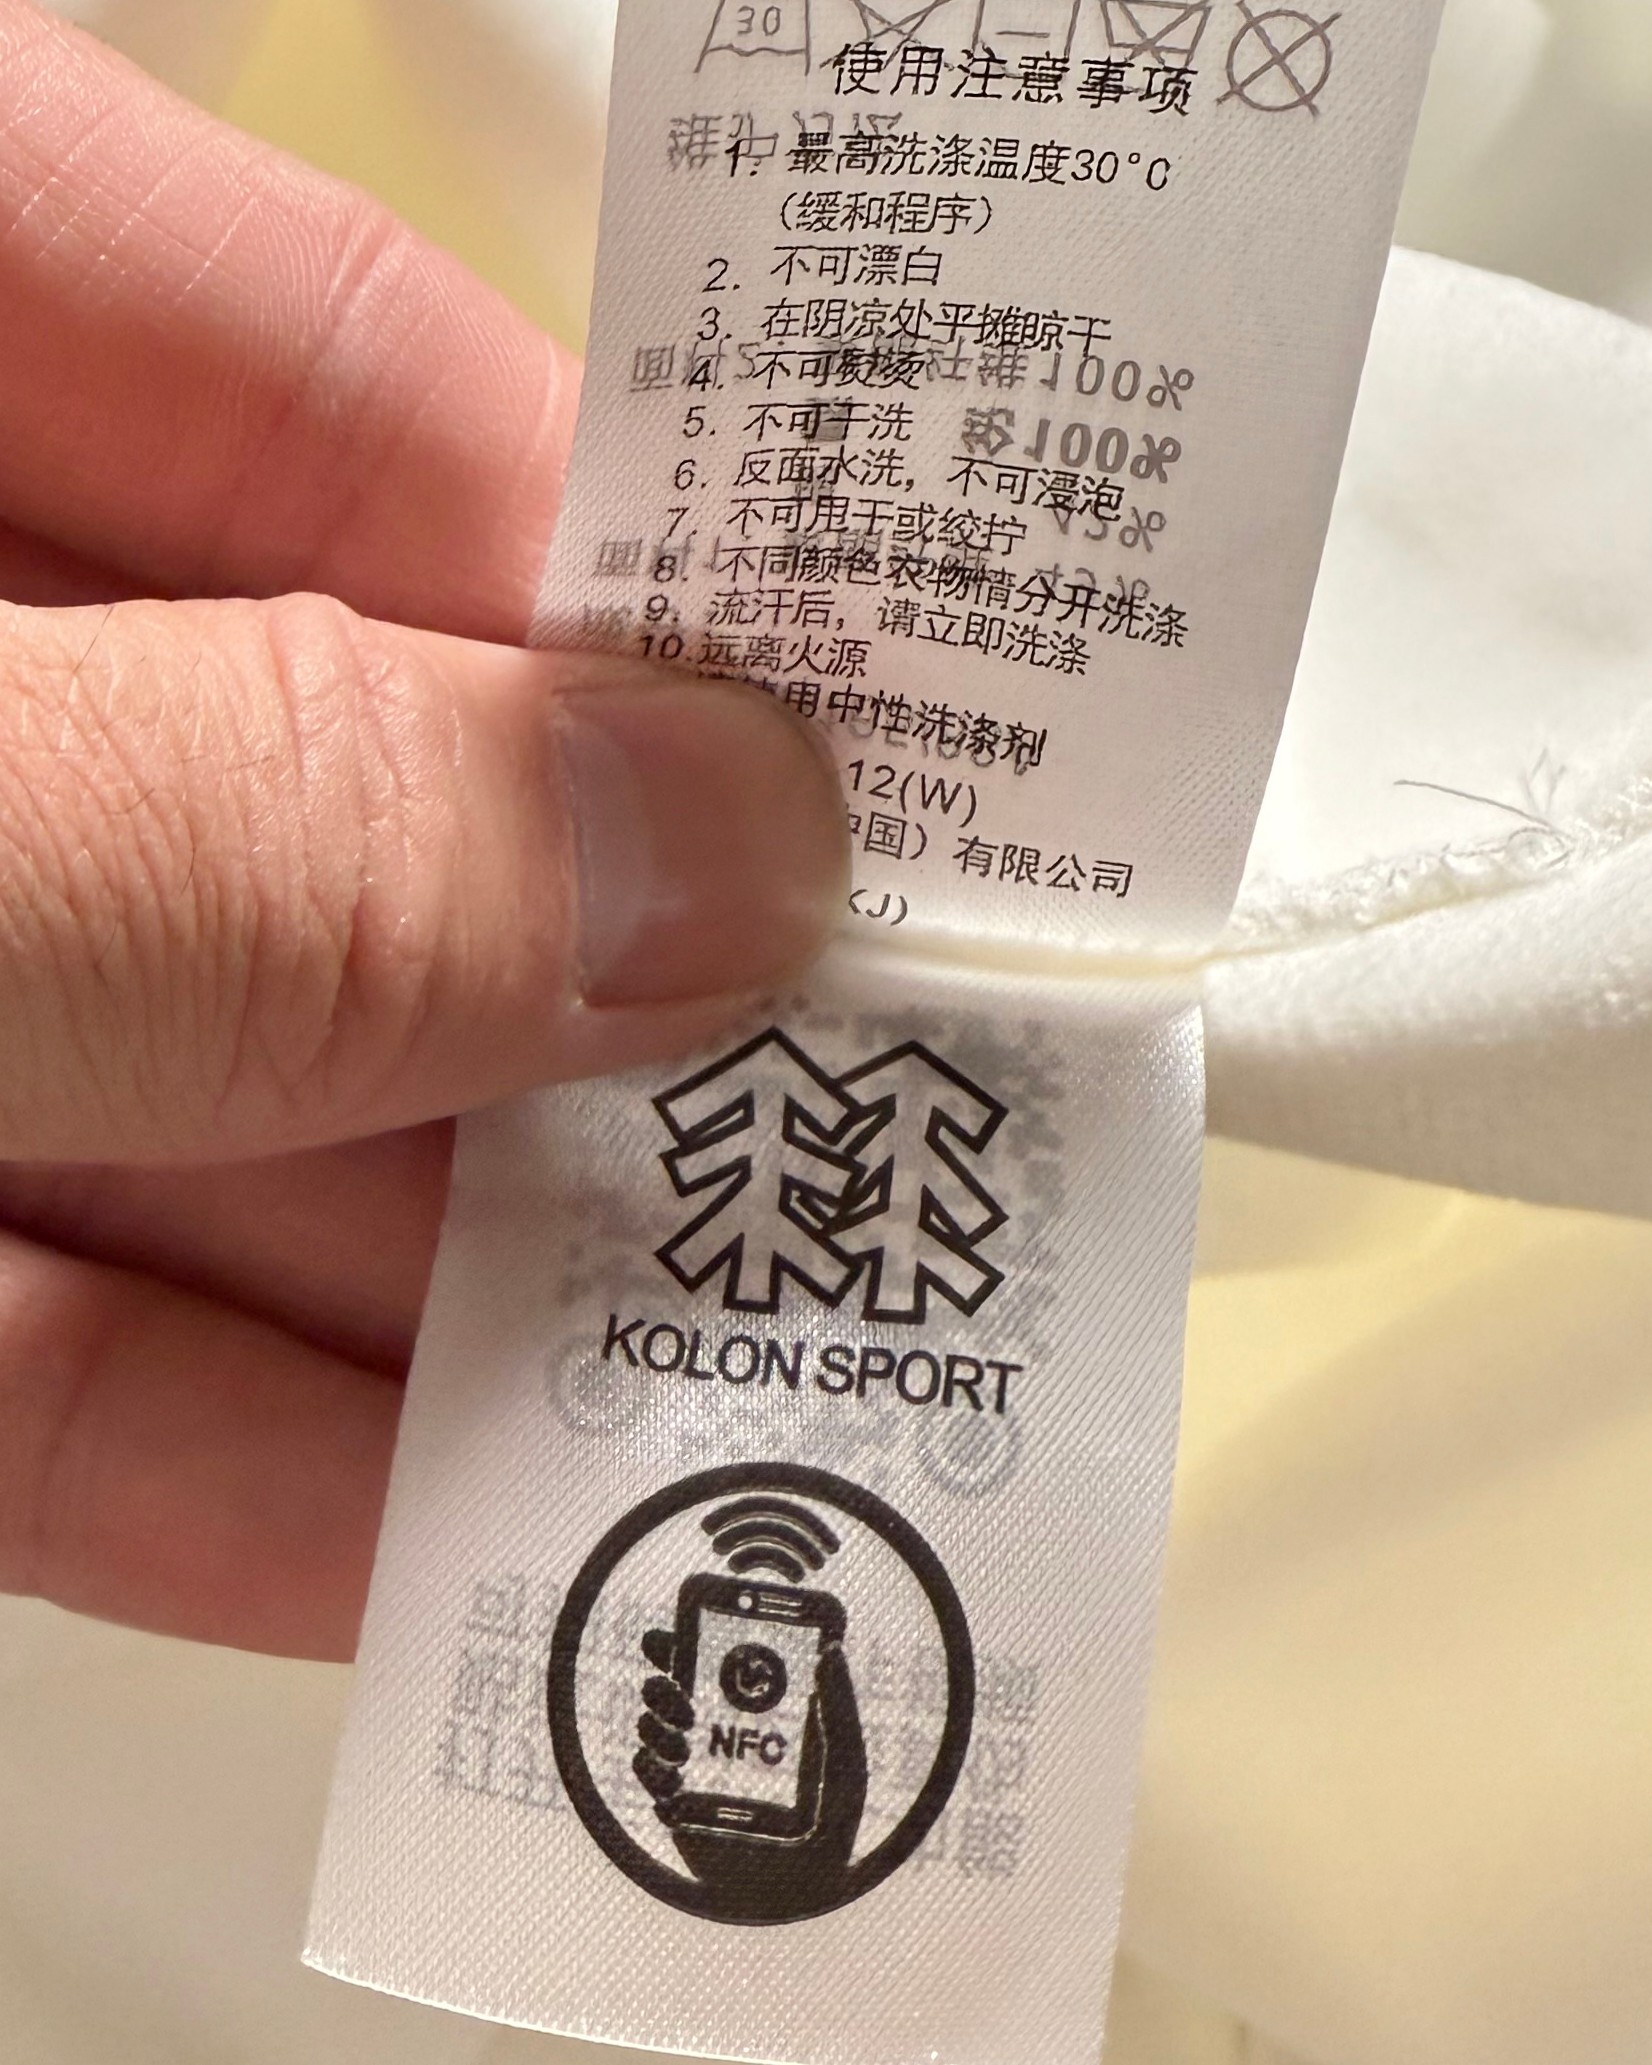 30
使用注意事项
1. 最高洗涤温度30°C
(缓和程序)
2. 不可漂白
3. 在阴凉处平摊晾干
4. 不可熨烫
5. 不可干洗
6. 反面水洗，不可浸泡
7. 不可甩干或绞拧
8. 不同颜色衣物请分开洗涤
9. 流汗后，请立即洗涤
10. 远离火源
使用中性洗涤剂
12(W)
中国）有限公司
(J)
KOLON SPORT
NFC